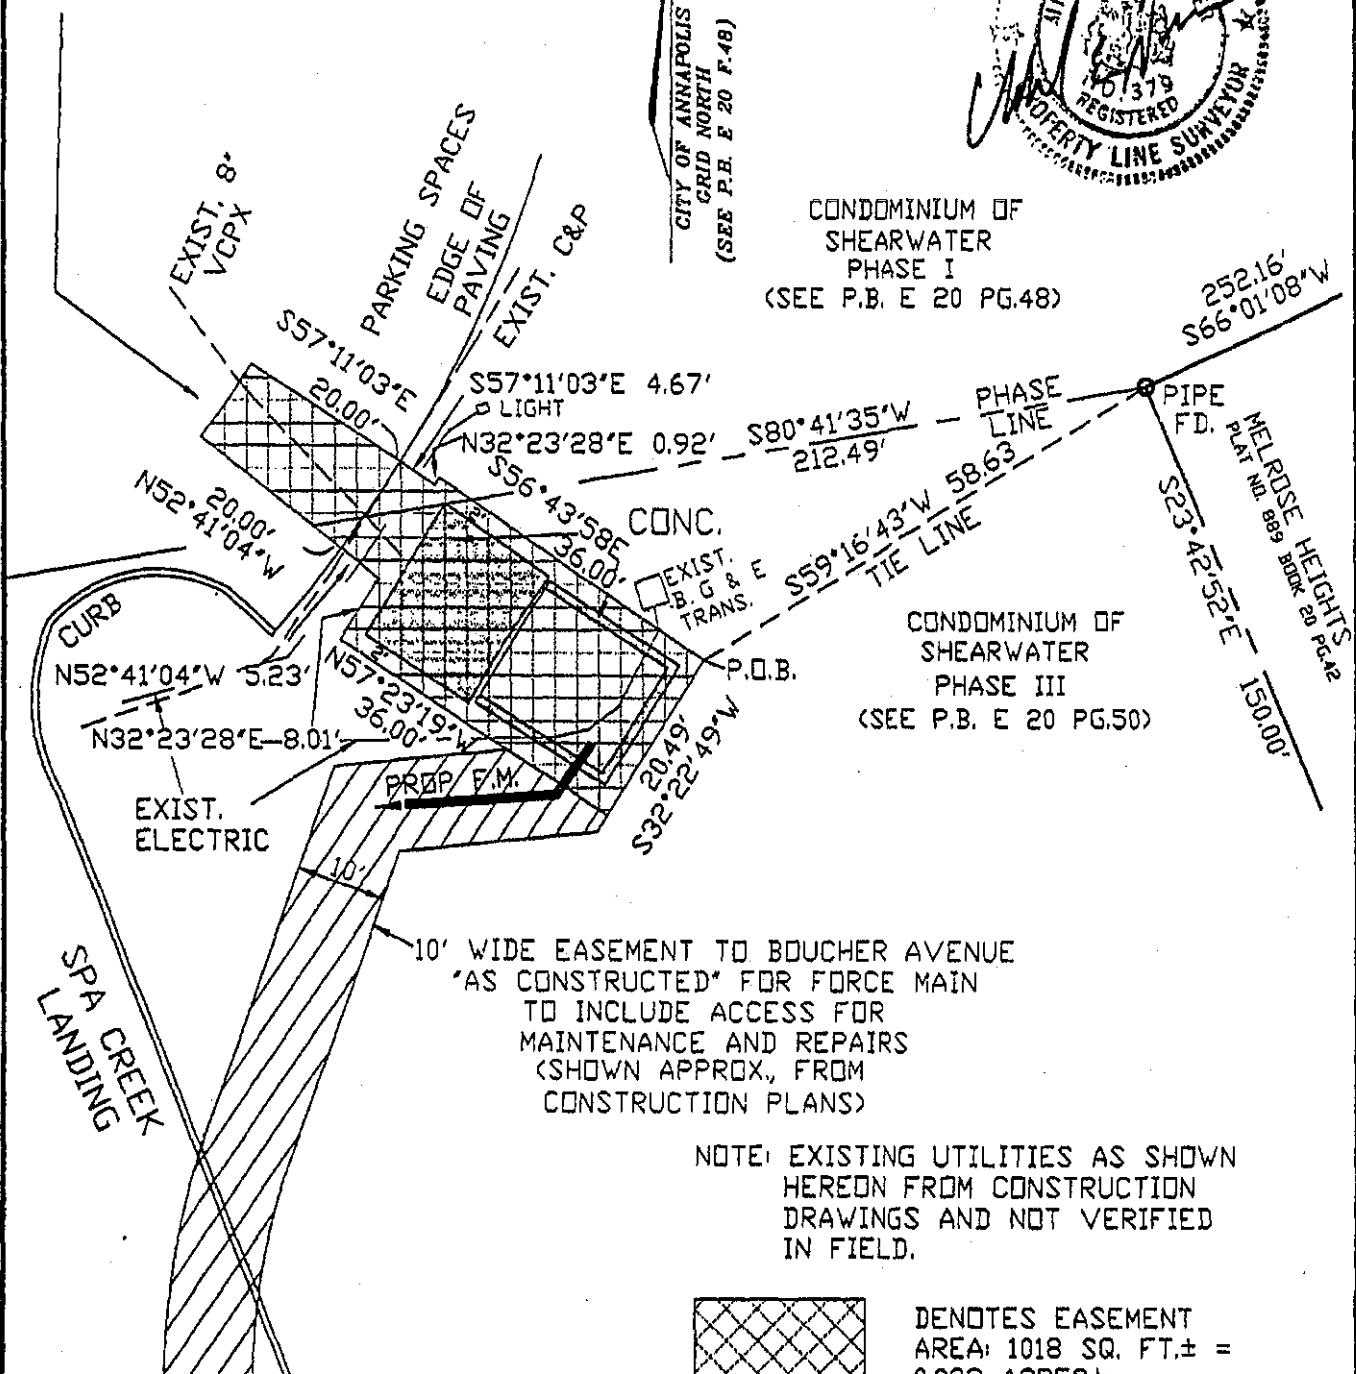 CITY OF ANNAPOLIS
GRID NORTH
(SEE P.B. E 20 P.48)
NO. 379
REGISTERED
PROPERTY LINE SURVEYOR
CONDOMINIUM OF
SHEARWATER
PHASE I
(SEE P.B. E 20 PG.48)
252.16'
S66°01'08"W
EXIST. 8"
VCPX
PARKING SPACES
EDGE OF
PAVING
EXIST. C&P
S57°11'03"E
20.00'
S57°11'03"E 4.67'
LIGHT
N32°23'28"E 0.92'
S80°41'35"W
212.49'
PHASE
LINE
PIPE
FD.
MELROSE HEIGHTS
PLAT NO. 889 BOOK 20 PG.42
S23°42'52"E
150.00'
S56°43'58E
36.00'
CONC.
EXIST.
B. G & E
TRANS.
S59°16'43"W 58.63
TIE LINE
20.00'
N52°41'04"W
2'
2'
CURB
N52°41'04"W 5.23'
N32°23'28"E 8.01'
N57°23'19"W
36.00'
P.O.B.
20.49'
S32°22'49"W
CONDOMINIUM OF
SHEARWATER
PHASE III
(SEE P.B. E 20 PG.50)
EXIST.
ELECTRIC
PROP F.M.
10'
10' WIDE EASEMENT TO BOUCHER AVENUE
"AS CONSTRUCTED" FOR FORCE MAIN
TO INCLUDE ACCESS FOR
MAINTENANCE AND REPAIRS
(SHOWN APPROX., FROM
CONSTRUCTION PLANS)
SPA CREEK
LANDING
NOTE: EXISTING UTILITIES AS SHOWN
HEREON FROM CONSTRUCTION
DRAWINGS AND NOT VERIFIED
IN FIELD.
DENOTES EASEMENT
AREA: 1018 SQ. FT.± =